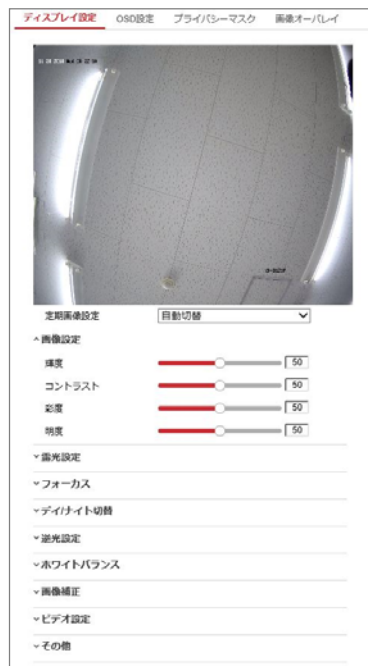 ディスプレイ設定 OSD設定 プライバシーマスク 画像オーバレイ
定期画像設定 自動切替
画像設定
輝度 50
コントラスト 50
彩度 50
明度 50
露光設定
フォーカス
デイ/ナイト切替
逆光設定
ホワイトバランス
画像補正
ビデオ設定
その他